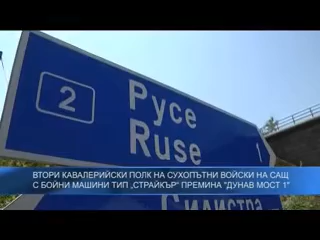 2
Русе
Ruse 1
Силистра
ВТОРИ КАВАЛЕРИЙСКИ ПОЛК НА СУХОПЪТНИ ВОЙСКИ НА САЩ
С БОЙНИ МАШИНИ ТИП „СТРАЙКЪР" ПРЕМИНА "ДУНАВ МОСТ 1"